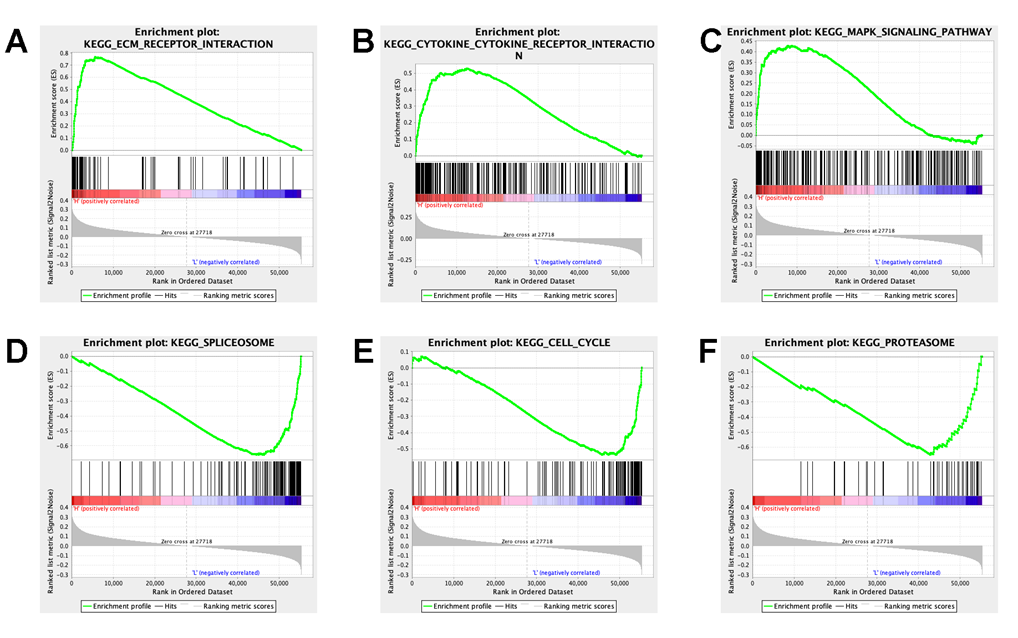 A
Enrichment plot:
KEGG_ECM_RECEPTOR_INTERACTION
Enrichment score (ES)
0.8
0.7
0.6
0.5
0.4
0.3
0.2
0.1
0.0
'H' (positively correlated)
Ranked list metric (Signal2Noise)
0.4
0.3
0.2
0.1
0.0
-0.1
-0.2
-0.3
Zero cross at 27718
'L' (negatively correlated)
0 10,000 20,000 30,000 40,000 50,000
Rank in Ordered Dataset
Enrichment profile Hits Ranking metric scores
B
Enrichment plot:
KEGG_CYTOKINE_CYTOKINE_RECEPTOR_INTERACTIO
N
Enrichment score (ES)
0.5
0.4
0.3
0.2
0.1
0.0
'H' (positively correlated)
Ranked list metric (Signal2Noise)
0.25
0.00
-0.25
Zero cross at 27718
'L' (negatively correlated)
0 10,000 20,000 30,000 40,000 50,000
Rank in Ordered Dataset
Enrichment profile Hits Ranking metric scores
C
Enrichment plot: KEGG_MAPK_SIGNALING_PATHWAY
Enrichment score (ES)
0.45
0.40
0.35
0.30
0.25
0.20
0.15
0.10
0.05
0.00
-0.05
'H' (positively correlated)
Ranked list metric (Signal2Noise)
0.4
0.3
0.2
0.1
0.0
-0.1
-0.2
-0.3
Zero cross at 27718
'L' (negatively correlated)
0 10,000 20,000 30,000 40,000 50,000
Rank in Ordered Dataset
Enrichment profile Hits Ranking metric scores
D
Enrichment plot: KEGG_SPLICEOSOME
Enrichment score (ES)
0.0
-0.1
-0.2
-0.3
-0.4
-0.5
-0.6
'H' (positively correlated)
Ranked list metric (Signal2Noise)
0.4
0.3
0.2
0.1
0.0
-0.1
-0.2
-0.3
Zero cross at 27718
'L' (negatively correlated)
0 10,000 20,000 30,000 40,000 50,000
Rank in Ordered Dataset
Enrichment profile Hits Ranking metric scores
E
Enrichment plot: KEGG_CELL_CYCLE
Enrichment score (ES)
0.1
0.0
-0.1
-0.2
-0.3
-0.4
-0.5
'H' (positively correlated)
Ranked list metric (Signal2Noise)
0.4
0.3
0.2
0.1
0.0
-0.1
-0.2
-0.3
Zero cross at 27718
'L' (negatively correlated)
0 10,000 20,000 30,000 40,000 50,000
Rank in Ordered Dataset
Enrichment profile Hits Ranking metric scores
F
Enrichment plot: KEGG_PROTEASOME
Enrichment score (ES)
0.0
-0.1
-0.2
-0.3
-0.4
-0.5
-0.6
'H' (positively correlated)
Ranked list metric (Signal2Noise)
0.4
0.3
0.2
0.1
0.0
-0.1
-0.2
-0.3
Zero cross at 27718
'L' (negatively correlated)
0 10,000 20,000 30,000 40,000 50,000
Rank in Ordered Dataset
Enrichment profile Hits Ranking metric scores